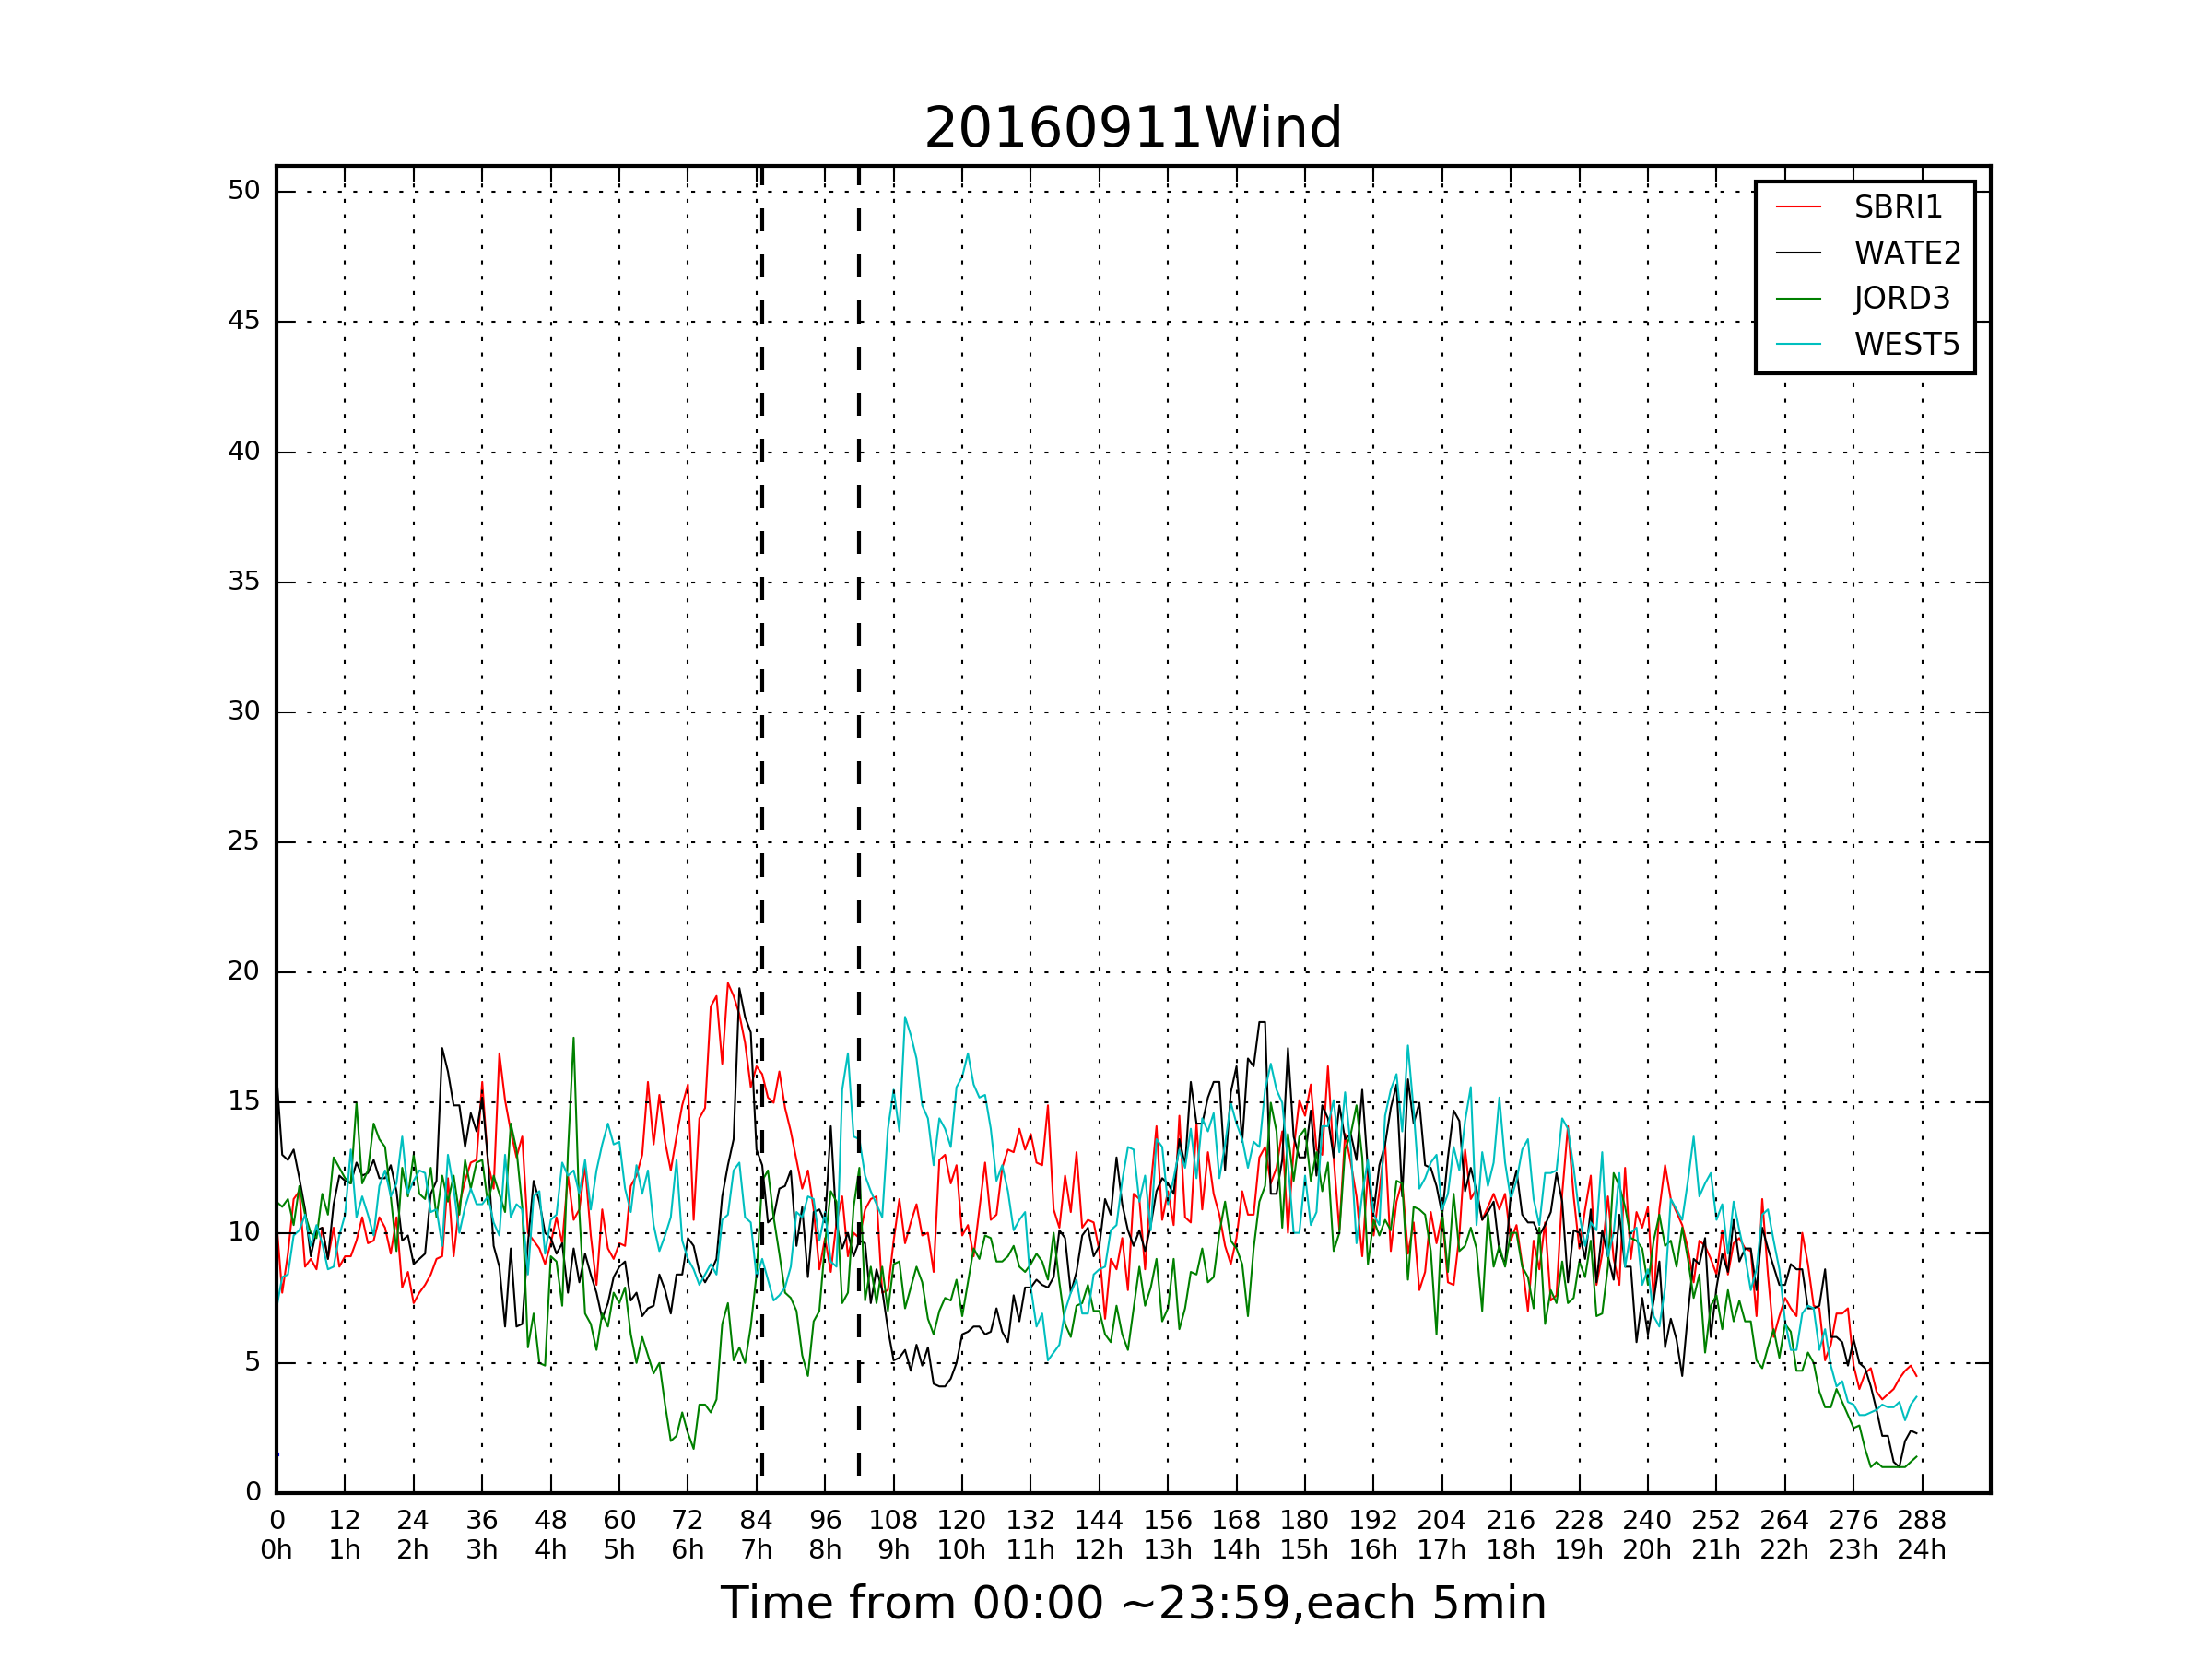 20160911Wind
SBRI1
WATE2
JORD3
WEST5
50
45
40
35
30
25
20
15
10
5
0
0 12 24 36 48 60 72 84 96 108 120 132 144 156 168 180 192 204 216 228 240 252 264 276 288
0h 1h 2h 3h 4h 5h 6h 7h 8h 9h 10h 11h 12h 13h 14h 15h 16h 17h 18h 19h 20h 21h 22h 23h 24h
Time from 00:00 ~23:59,each 5min